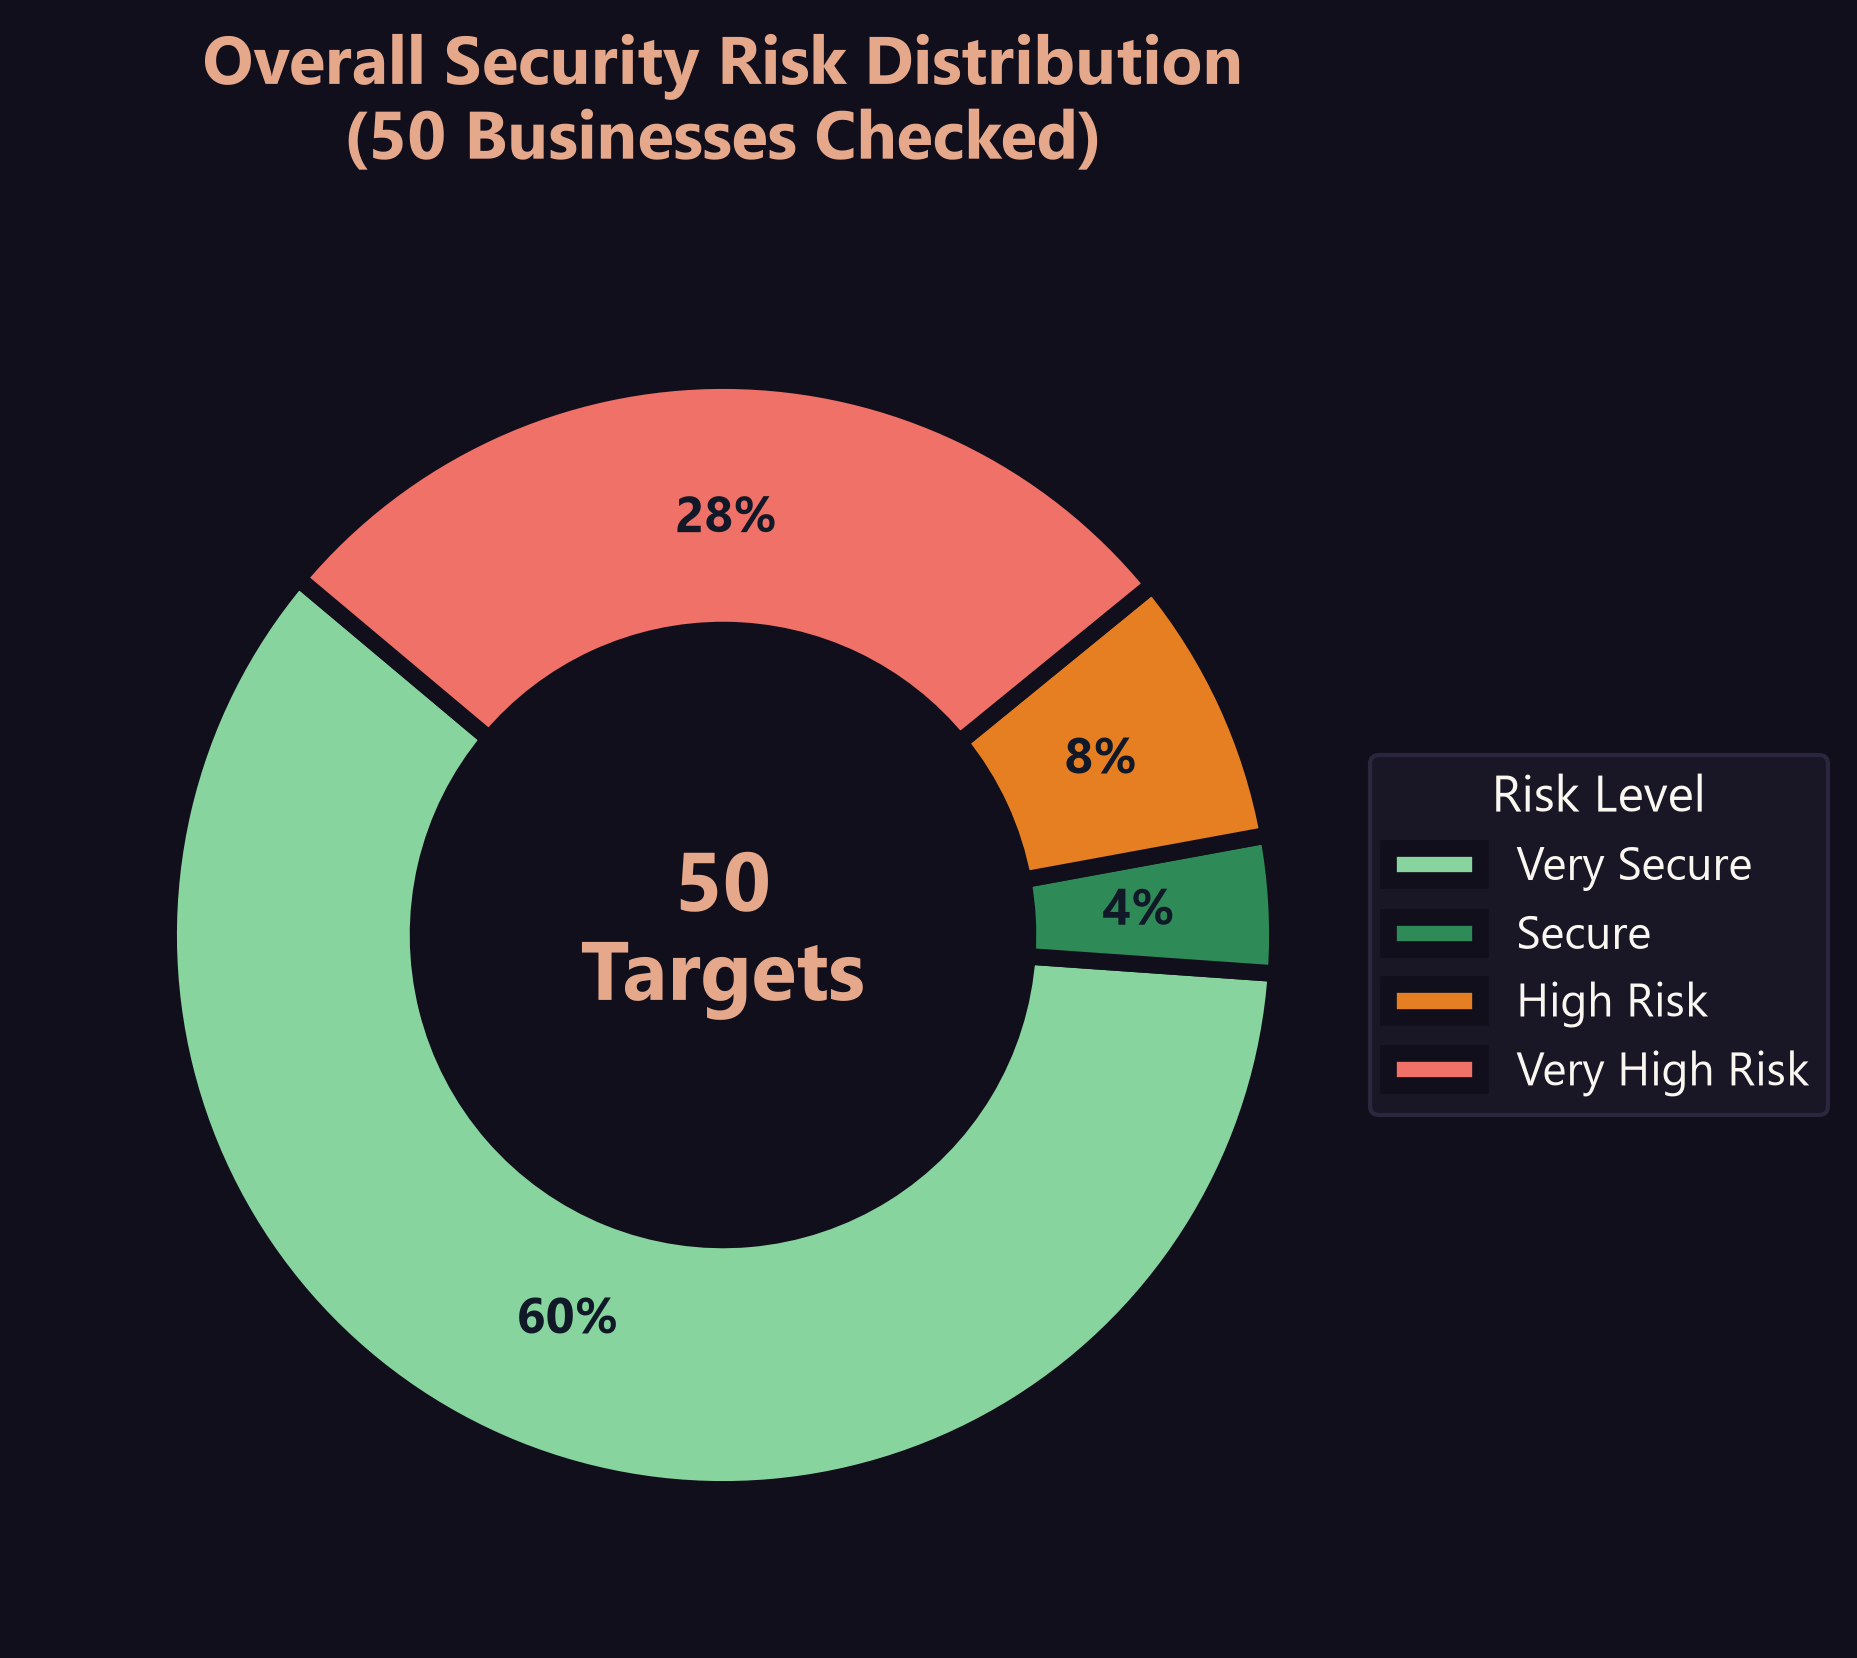 Overall Security Risk Distribution
(50 Businesses Checked)
28%
8%
4%
60%
50
Targets
Risk Level
Very Secure
Secure
High Risk
Very High Risk